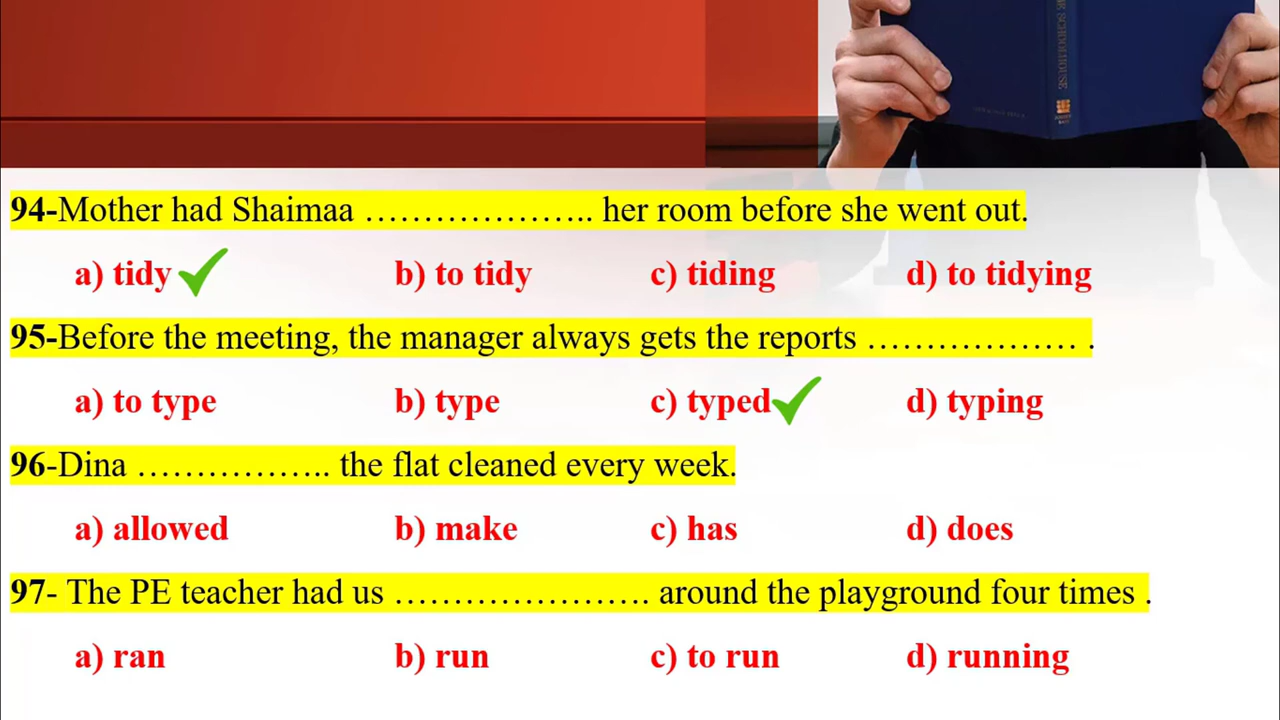 94-Mother had Shaimaa ……………….. her room before she went out.
a) tidy b) to tidy c) tiding d) to tidying
95-Before the meeting, the manager always gets the reports ……………… .
a) to type b) type c) typed d) typing
96-Dina …………….. the flat cleaned every week.
a) allowed b) make c) has d) does
97- The PE teacher had us …………………. around the playground four times .
a) ran b) run c) to run d) running